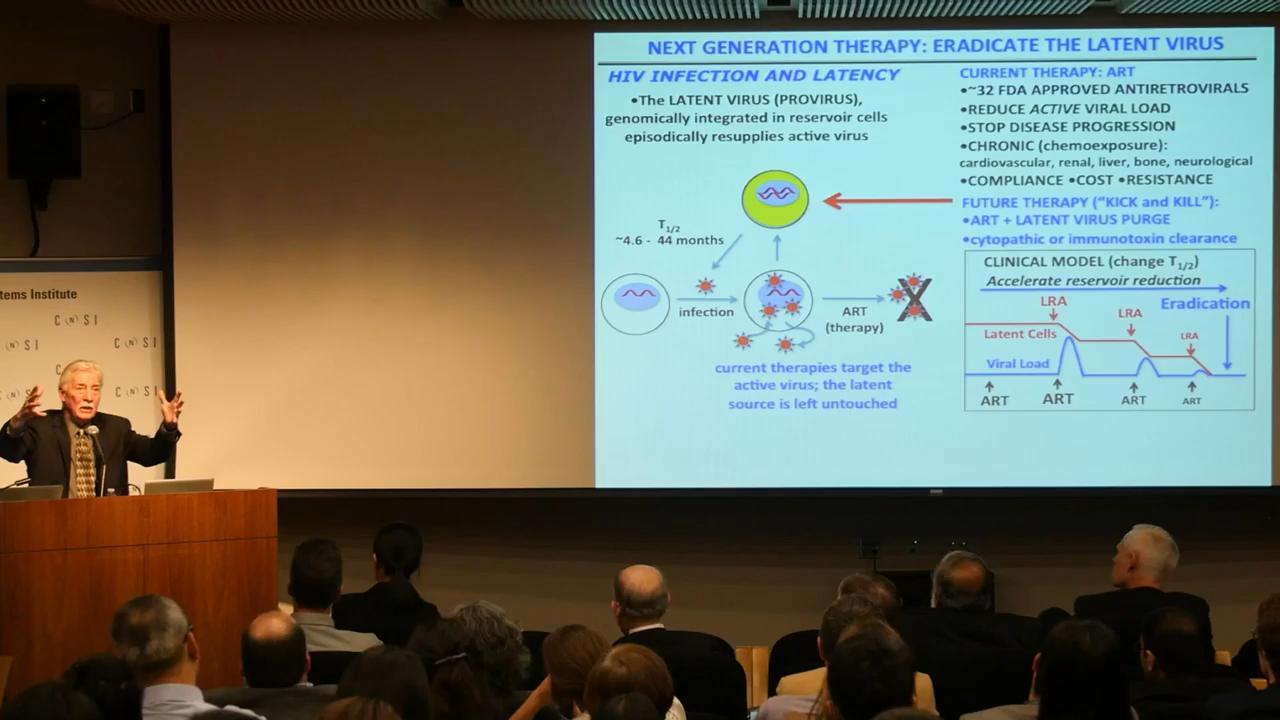 NEXT GENERATION THERAPY: ERADICATE THE LATENT VIRUS
HIV INFECTION AND LATENCY
•The LATENT VIRUS (PROVIRUS),
genomically integrated in reservoir cells
episodically resupplies active virus
T1/2
~4.6 - 44 months
infection
ART
(therapy)
current therapies target the
active virus; the latent
source is left untouched
CURRENT THERAPY: ART
•~32 FDA APPROVED ANTIRETROVIRALS
•REDUCE ACTIVE VIRAL LOAD
•STOP DISEASE PROGRESSION
•CHRONIC (chemoexposure):
cardiovascular, renal, liver, bone, neurological
•COMPLIANCE •COST •RESISTANCE
FUTURE THERAPY ("KICK and KILL"):
•ART + LATENT VIRUS PURGE
•cytopathic or immunotoxin clearance
CLINICAL MODEL (change T1/2)
Accelerate reservoir reduction
LRA
LRA
LRA
Eradication
Latent Cells
Viral Load
ART
ART
ART
ART
tems Institute
C (N) S I
(N) S I
C (N) S I
C
C (N) S I
(N) S I